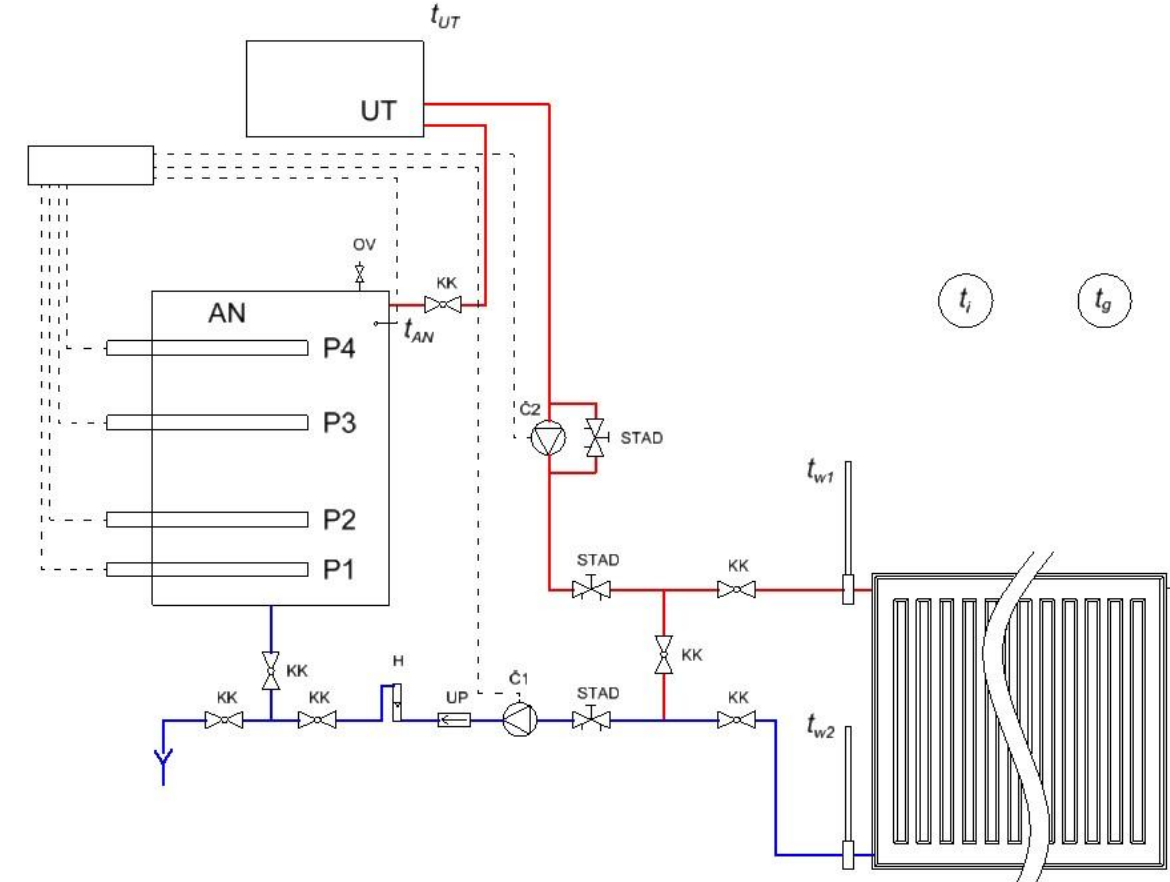 t_UT
UT
OV
KK
AN
t_AN
t_i
t_g
P4
Č2
P3
STAD
t_w1
P2
STAD
KK
P1
KK
H
Č1
KK
KK
KK
UP
STAD
KK
t_w2